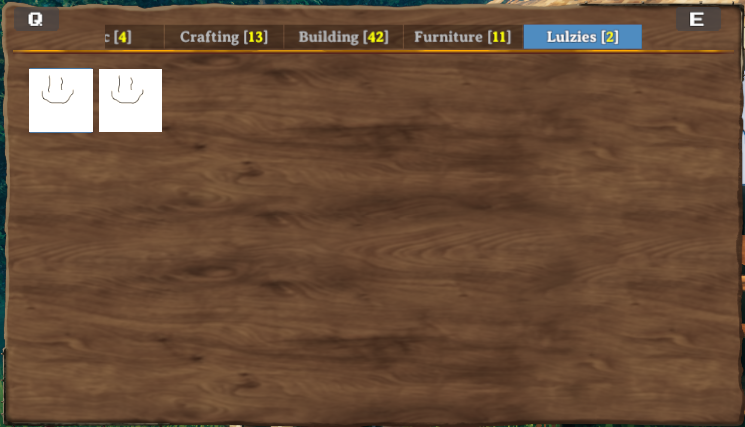 Q
E
c [4]
Crafting [13]
Building [42]
Furniture [11]
Lulzies [2]